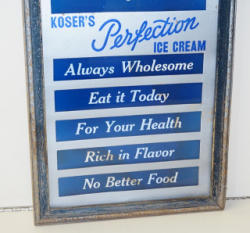 KOSER'S
Perfection
ICE CREAM
Always Wholesome
Eat it Today
For Your Health
Rich in Flavor
No Better Food